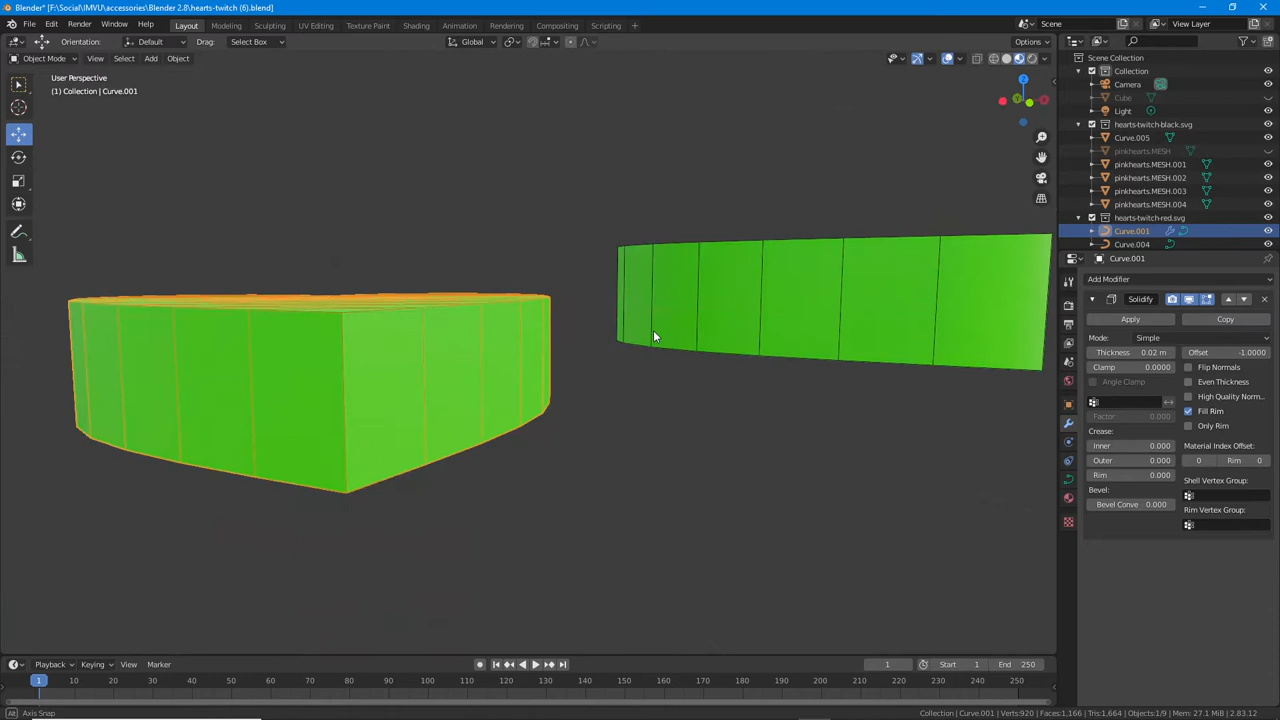 Blender* [F:\Social\IMVU\accessories\Blender 2.8\hearts-twitch (6).blend]
File Edit Render Window Help
Layout Modeling Sculpting UV Editing Texture Paint Shading Animation Rendering Compositing Scripting +
Scene View Layer
Orientation: Default Drag: Select Box Global Options
Object Mode View Select Add Object
User Perspective
(1) Collection | Curve.001
Scene Collection
Collection
Camera
Cube
Light
hearts-twitch-black.svg
Curve.005
pinkhearts.MESH
pinkhearts.MESH.001
pinkhearts.MESH.002
pinkhearts.MESH.003
pinkhearts.MESH.004
hearts-twitch-red.svg
Curve.001
Curve.004
Curve.001
Add Modifier
Solidify
Apply Copy
Mode: Simple
Thickness 0.02 m Offset -1.0000
Clamp 0.0000 Flip Normals
Angle Clamp Even Thickness
High Quality Norm...
Factor: 0.000 Fill Rim
Crease: Only Rim
Inner 0.000 Material Index Offset:
Outer 0.000 0 Rim 0
Rim 0.000 Shell Vertex Group:
Bevel:
Bevel Conve 0.000 Rim Vertex Group:
Playback Keying View Marker 1 Start 1 End 250
1 10 20 30 40 50 60 70 80 90 100 110 120 130 140 150 160 170 180 190 200 210 220 230 240 250
Axis Snap Collection | Curve.001 | Verts:920 | Faces:1,166 | Tris:1,664 | Objects:1/9 | Mem: 27.1 MiB | 2.83.12